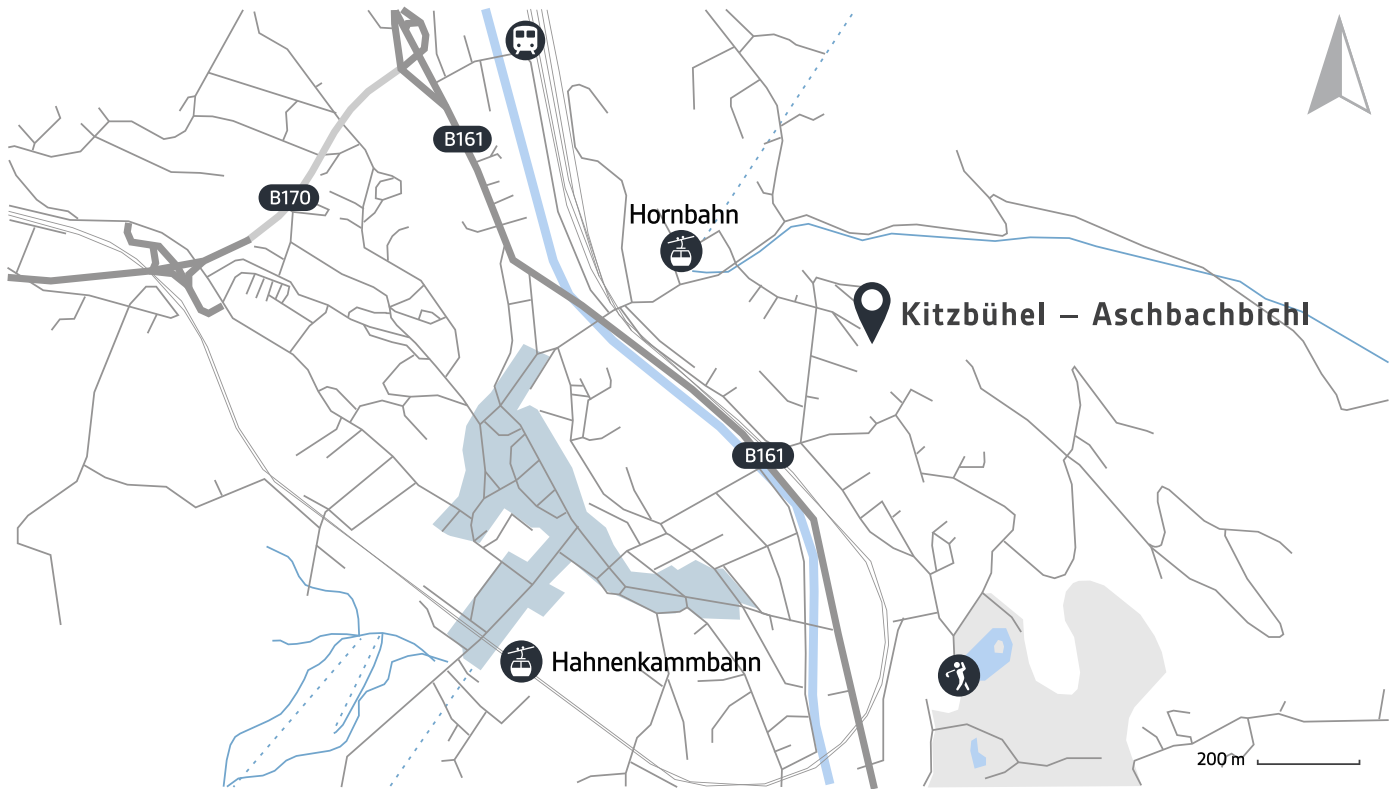 B161
B170
Hornbahn
Kitzbühel – Aschbachbichl
B161
Hahnenkammbahn
200 m